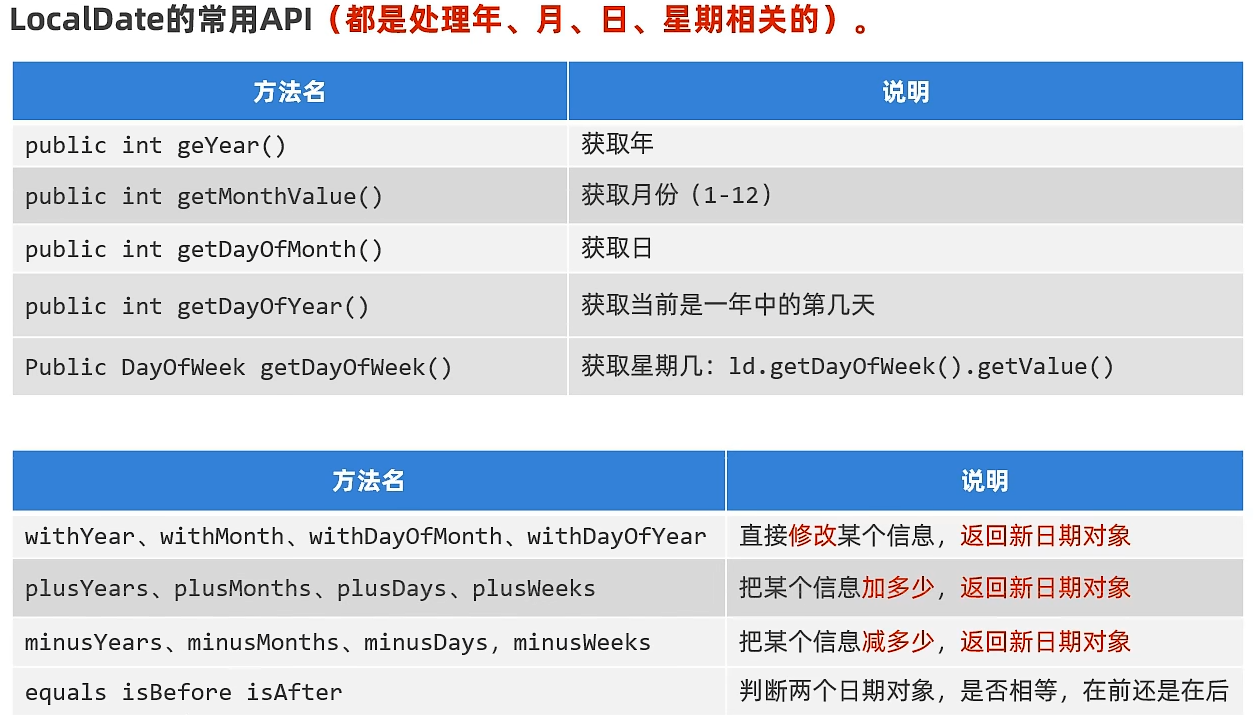 LocalDate的常用API（都是处理年、月、日、星期相关的）。
方法名 说明
public int geYear() 获取年
public int getMonthValue() 获取月份（1-12）
public int getDayOfMonth() 获取日
public int getDayOfYear() 获取当前是一年中的第几天
Public DayOfWeek getDayOfWeek() 获取星期几：ld.getDayOfWeek().getValue()
方法名 说明
withYear、withMonth、withDayOfMonth、withDayOfYear 直接修改某个信息，返回新日期对象
plusYears、plusMonths、plusDays、plusWeeks 把某个信息加多少，返回新日期对象
minusYears、minusMonths、minusDays，minusWeeks 把某个信息减多少，返回新日期对象
equals isBefore isAfter 判断两个日期对象，是否相等，在前还是在后